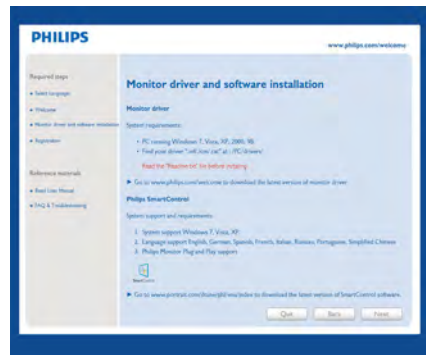 PHILIPS
www.philips.com/welcome
Required steps
Select language
Welcome
Monitor driver and software installation
Registration
Reference materials
Read User Manual
FAQ & Troubleshooting
Monitor driver and software installation
Monitor driver
System requirements:
• PC running Windows 7, Vista, XP, 2000, 98
• Find your driver ".inf/.icm/.cat" at : /PC/drivers/
Read the "Readme.txt" file before installing.
Go to www.philips.com/welcome to download the latest version of monitor driver
Philips SmartControl
System support and requirements:
1. System support Windows 7, Vista, XP
2. Language support English, German, Spanish, French, Italian, Russian, Portuguese, Simplified Chinese
3. Philips Monitor Plug and Play support
SmartControl
Go to www.portrait.com/dtune/phl/enu/index to download the latest version of SmartControl software.
Quit
Back
Next